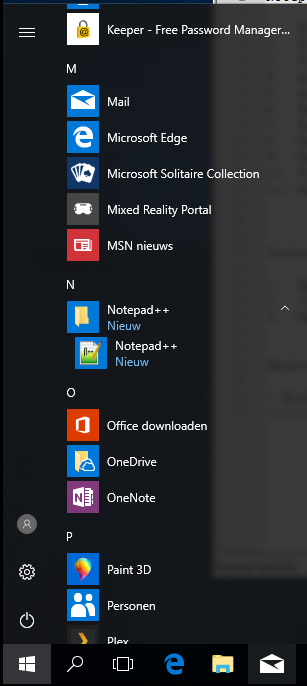 Keeper - Free Password Manager...
M
Mail
Microsoft Edge
Microsoft Solitaire Collection
Mixed Reality Portal
MSN nieuws
N
Notepad++
Nieuw
Notepad++
Nieuw
O
Office downloaden
OneDrive
OneNote
P
Paint 3D
Personen
Plex